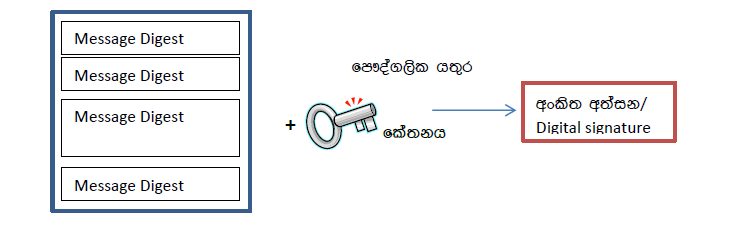 Message Digest
Message Digest
Message Digest
Message Digest
+
පෞද්ගලික යතුර
කේතනය
අංකිත අත්සන/
Digital signature